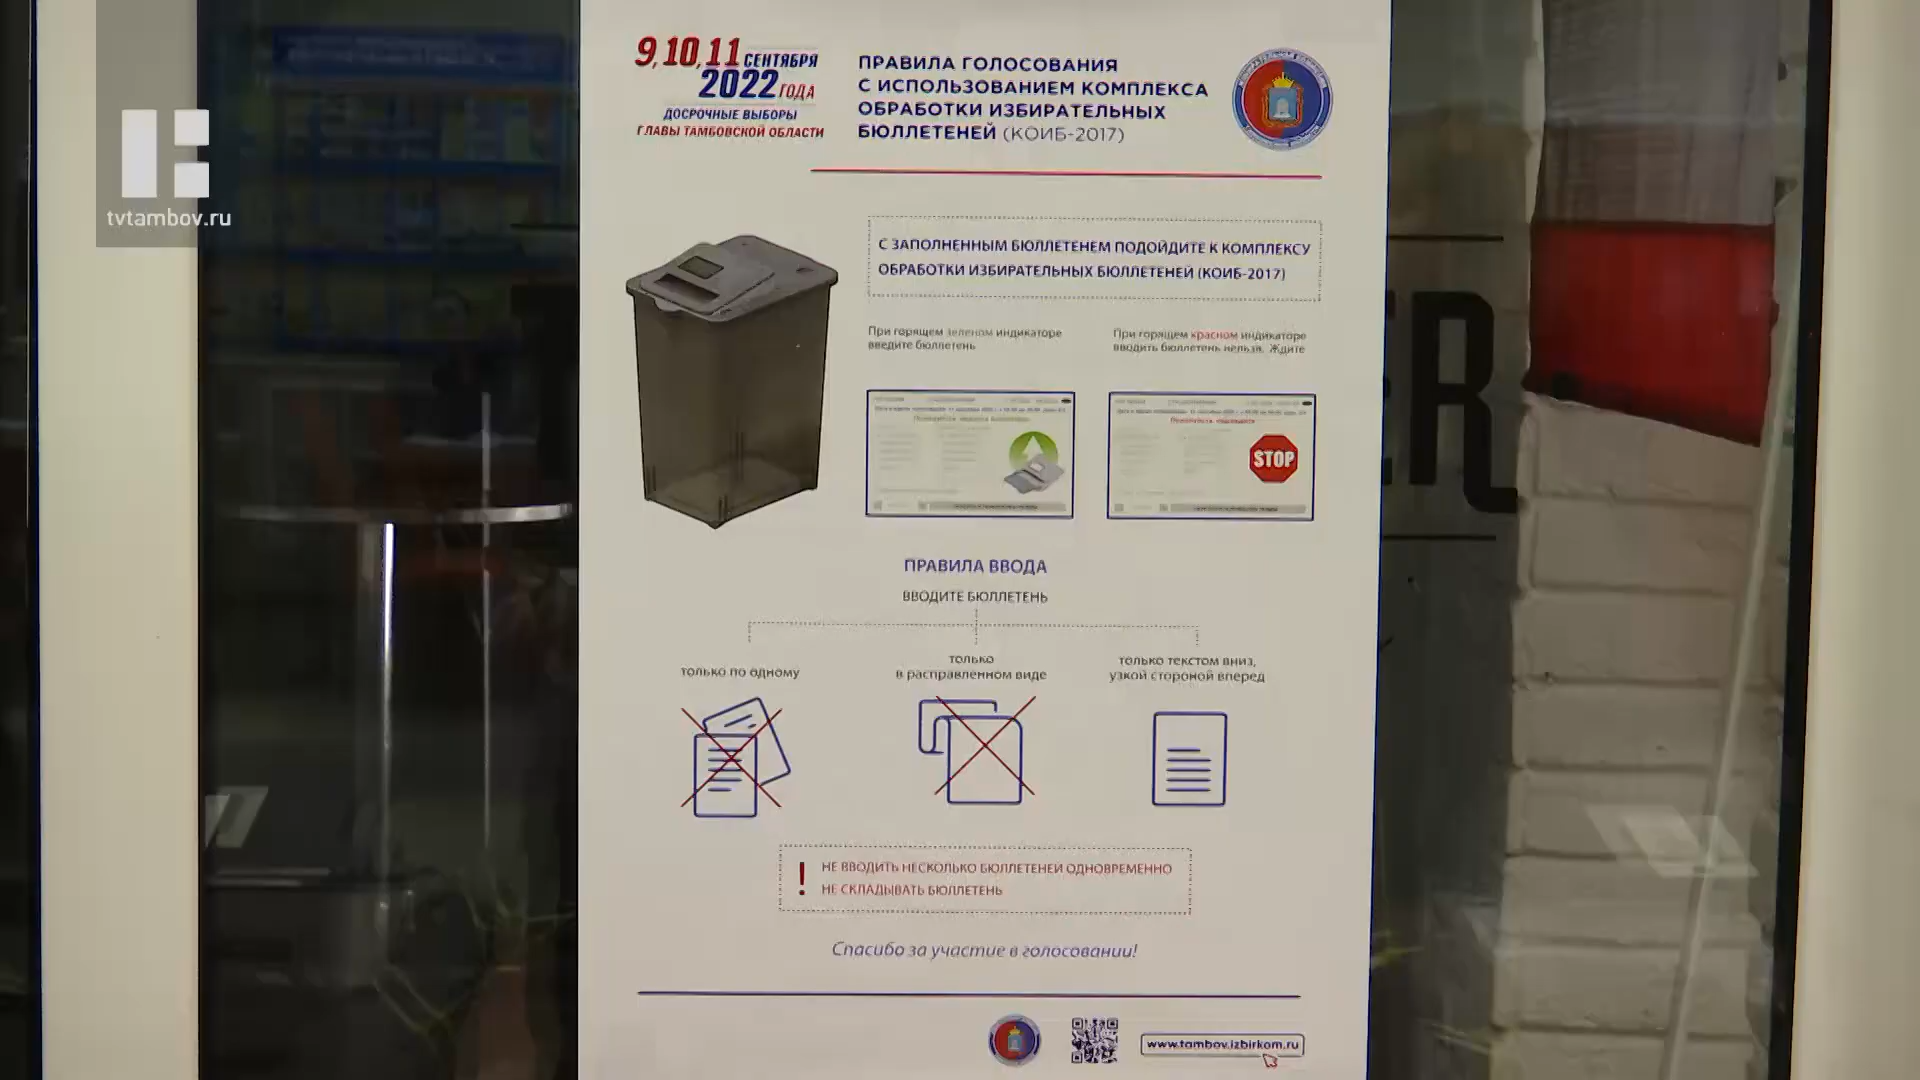 tvtambov.ru
9, 10, 11 СЕНТЯБРЯ
2022 ГОДА
ДОСРОЧНЫЕ ВЫБОРЫ
ГЛАВЫ ТАМБОВСКОЙ ОБЛАСТИ
ПРАВИЛА ГОЛОСОВАНИЯ
С ИСПОЛЬЗОВАНИЕМ КОМПЛЕКСА
ОБРАБОТКИ ИЗБИРАТЕЛЬНЫХ
БЮЛЛЕТЕНЕЙ (КОИБ-2017)
С ЗАПОЛНЕННЫМ БЮЛЛЕТЕНЕМ ПОДОЙДИТЕ К КОМПЛЕКСУ
ОБРАБОТКИ ИЗБИРАТЕЛЬНЫХ БЮЛЛЕТЕНЕЙ (КОИБ-2017)
При горящем зеленом индикаторе
введите бюллетень
При горящем красном индикаторе
вводить бюллетень нельзя. Ждите
STOP
ПРАВИЛА ВВОДА
ВВОДИТЕ БЮЛЛЕТЕНЬ
только по одному
только
в расправленном виде
только текстом вниз,
узкой стороной вперед
! НЕ ВВОДИТЬ НЕСКОЛЬКО БЮЛЛЕТЕНЕЙ ОДНОВРЕМЕННО
НЕ СКЛАДЫВАТЬ БЮЛЛЕТЕНЬ
Спасибо за участие в голосовании!
www.tambov.izbirkom.ru
ER